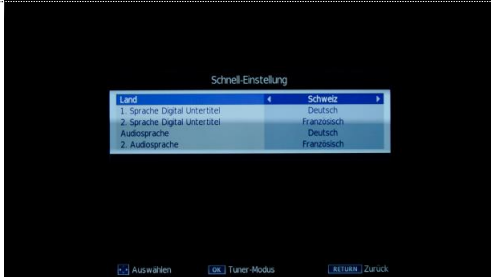 Schnell-Einstellung
Land Schweiz
1. Sprache Digital Untertitel Deutsch
2. Sprache Digital Untertitel Französisch
Audiosprache Deutsch
2. Audiosprache Französisch
Auswählen OK Tuner-Modus RETURN Zurück